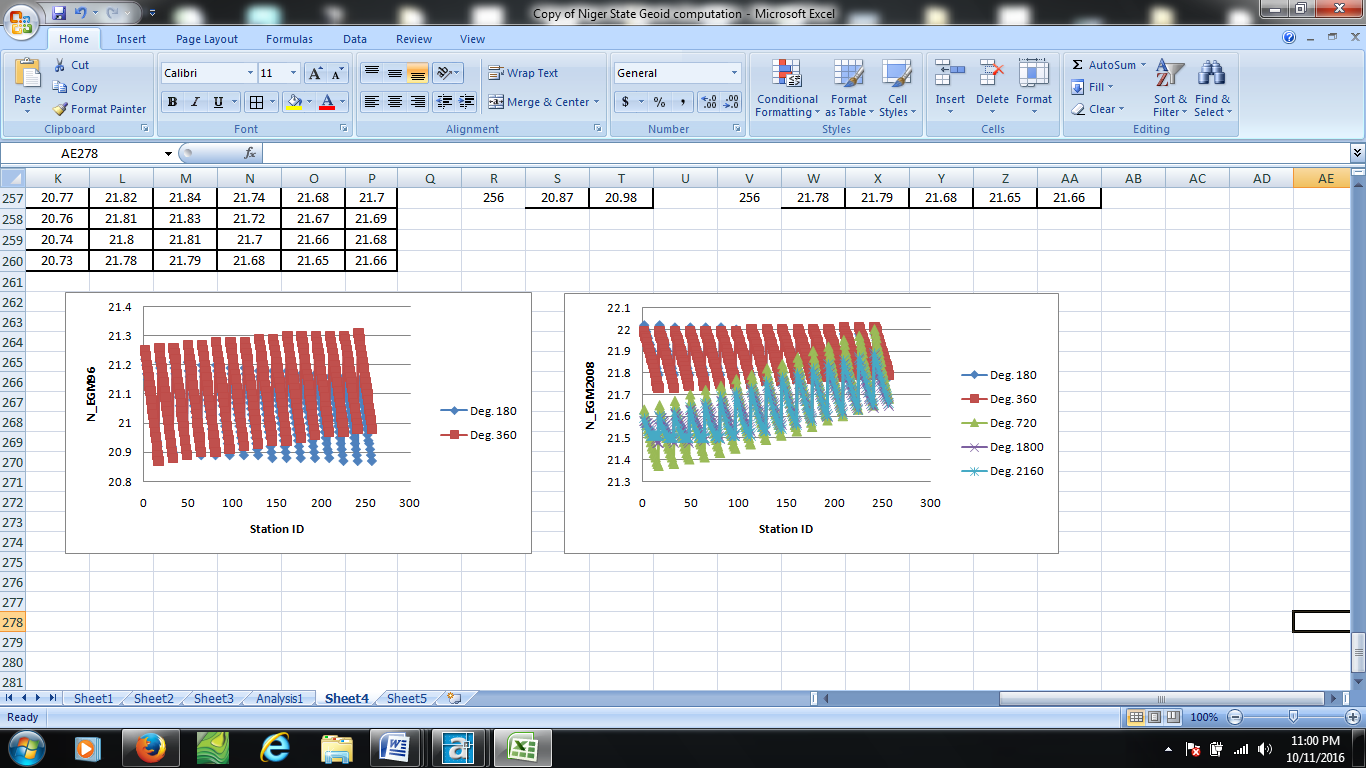 Copy of Niger State Geoid computation - Microsoft Excel
Home Insert Page Layout Formulas Data Review View
Paste
Cut
Copy
Format Painter
Clipboard
Calibri 11
B I U
Font
Wrap Text
Merge & Center
Alignment
General
$ % ,
Number
Conditional Formatting
Format as Table
Cell Styles
Styles
Insert Delete Format
Cells
AutoSum
Fill
Clear
Sort & Filter
Find & Select
Editing
AE278 fx
K L M N O P Q R S T U V W X Y Z AA AB AC AD AE
257 20.77 21.82 21.84 21.74 21.68 21.7 256 20.87 20.98 256 21.78 21.79 21.68 21.65 21.66
258 20.76 21.81 21.83 21.72 21.67 21.69
259 20.74 21.8 21.81 21.7 21.66 21.68
260 20.73 21.78 21.79 21.68 21.65 21.66
261
262
263
264
265
266
267
268
269
270
271
272
273
274
275
276
277
278
279
280
281
N_EGM96
21.4
21.3
21.2
21.1
21
20.9
20.8
0 50 100 150 200 250 300
Station ID
Deg. 180
Deg. 360
N_EGM2008
22.1
22
21.9
21.8
21.7
21.6
21.5
21.4
21.3
0 50 100 150 200 250 300
Station ID
Deg. 180
Deg. 360
Deg. 720
Deg. 1800
Deg. 2160
Sheet1 Sheet2 Sheet3 Analysis1 Sheet4 Sheet5
Ready 100%
11:00 PM
10/11/2016